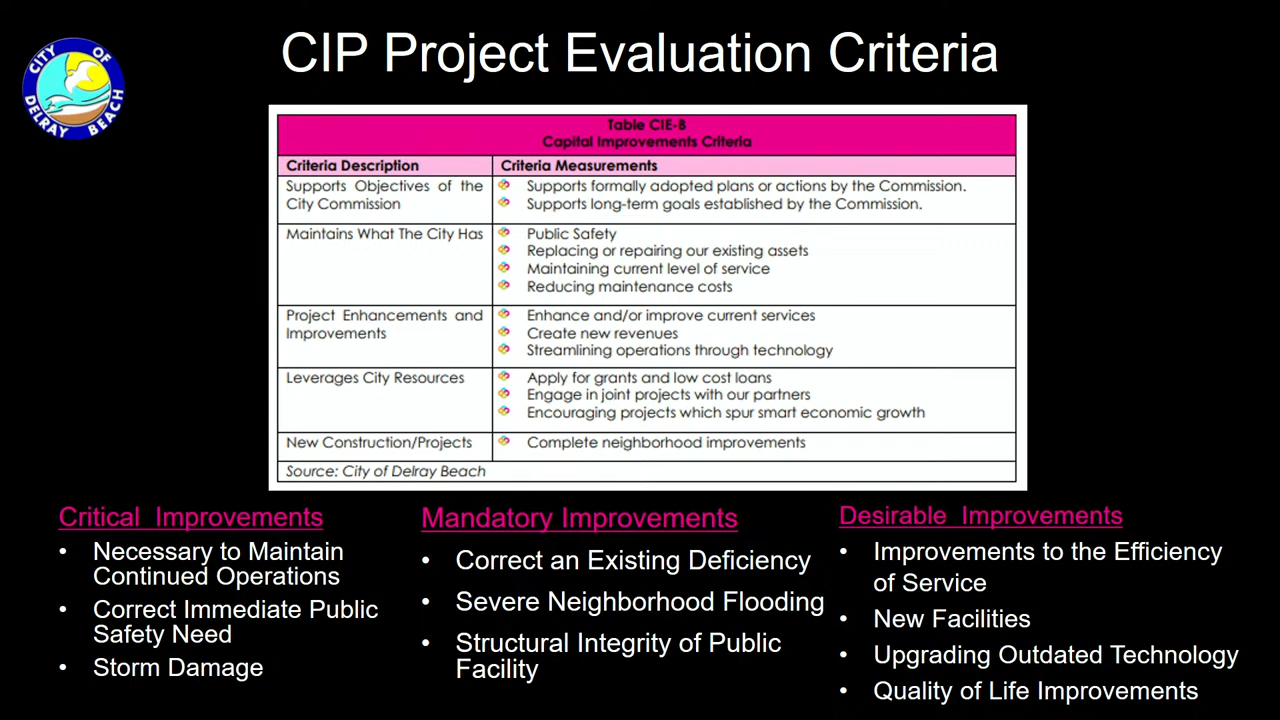 CIP Project Evaluation Criteria
CITY OF
DELRAY BEACH
Table CIE-8
Capital Improvements Criteria
Criteria Description
Criteria Measurements
Supports Objectives of the
City Commission
Supports formally adopted plans or actions by the Commission.
Supports long-term goals established by the Commission.
Maintains What The City Has
Public Safety
Replacing or repairing our existing assets
Maintaining current level of service
Reducing maintenance costs
Project Enhancements and
Improvements
Enhance and/or improve current services
Create new revenues
Streamlining operations through technology
Leverages City Resources
Apply for grants and low cost loans
Engage in joint projects with our partners
Encouraging projects which spur smart economic growth
New Construction/Projects
Complete neighborhood improvements
Source: City of Delray Beach
Critical Improvements
• Necessary to Maintain
Continued Operations
• Correct Immediate Public
Safety Need
• Storm Damage
Mandatory Improvements
• Correct an Existing Deficiency
• Severe Neighborhood Flooding
• Structural Integrity of Public
Facility
Desirable Improvements
• Improvements to the Efficiency
of Service
• New Facilities
• Upgrading Outdated Technology
• Quality of Life Improvements